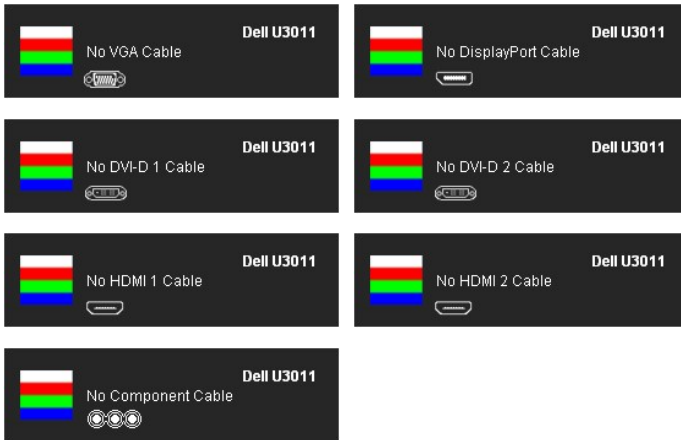 Dell U3011
No VGA Cable
Dell U3011
No DisplayPort Cable
Dell U3011
No DVI-D 1 Cable
Dell U3011
No DVI-D 2 Cable
Dell U3011
No HDMI 1 Cable
Dell U3011
No HDMI 2 Cable
Dell U3011
No Component Cable